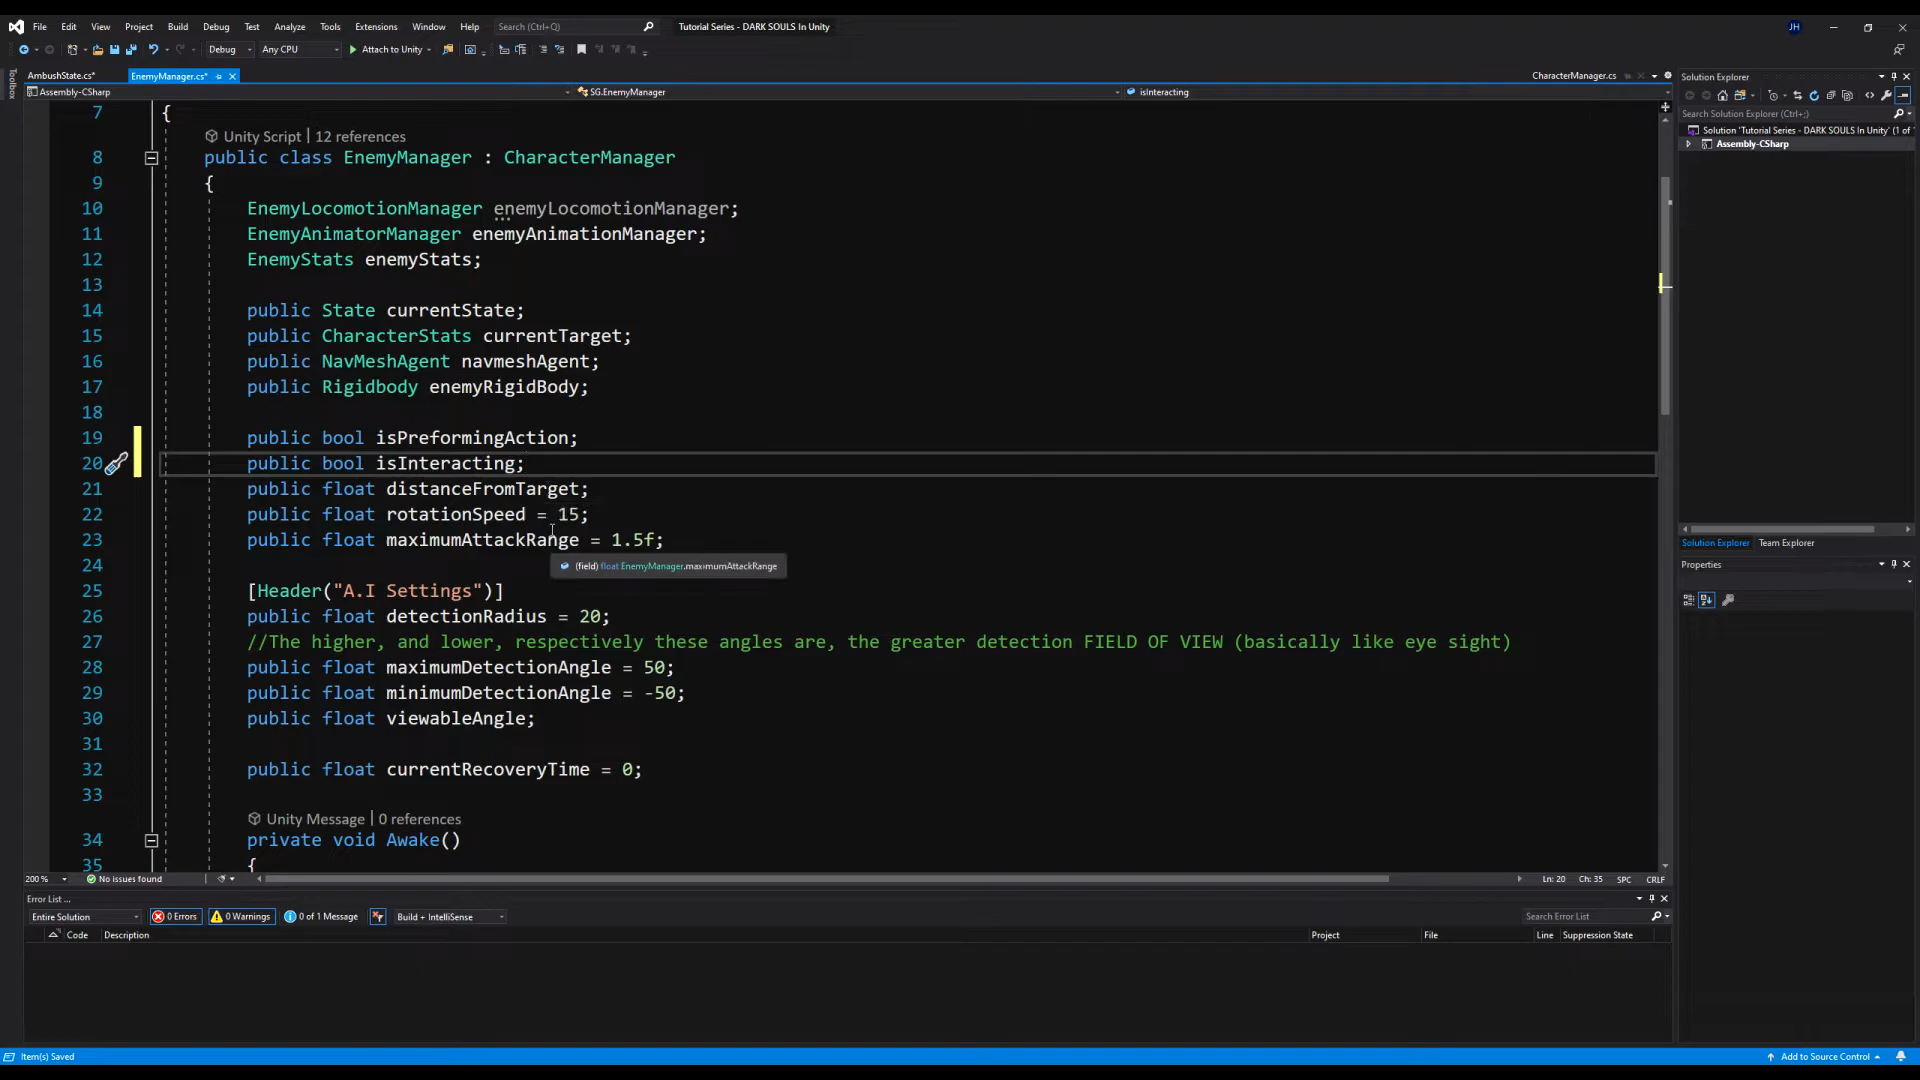 File Edit View Project Build Debug Test Analyze Tools Extensions Window Help Search (Ctrl+Q) Tutorial Series - DARK SOULS In Unity JH
Debug Any CPU Attach to Unity
Toolbox
AmbushState.cs* EnemyManager.cs* CharacterManager.cs
Assembly-CSharp SG.EnemyManager isInteracting
7 {
Unity Script | 12 references
8 public class EnemyManager : CharacterManager
9 {
10 EnemyLocomotionManager enemyLocomotionManager;
11 EnemyAnimatorManager enemyAnimationManager;
12 EnemyStats enemyStats;
13
14 public State currentState;
15 public CharacterStats currentTarget;
16 public NavMeshAgent navmeshAgent;
17 public Rigidbody enemyRigidBody;
18
19 public bool isPreformingAction;
20 public bool isInteracting;
21 public float distanceFromTarget;
22 public float rotationSpeed = 15;
23 public float maximumAttackRange = 1.5f;
24
(field) float EnemyManager.maximumAttackRange
25 [Header("A.I Settings")]
26 public float detectionRadius = 20;
27 //The higher, and lower, respectively these angles are, the greater detection FIELD OF VIEW (basically like eye sight)
28 public float maximumDetectionAngle = 50;
29 public float minimumDetectionAngle = -50;
30 public float viewableAngle;
31
32 public float currentRecoveryTime = 0;
33
Unity Message | 0 references
34 private void Awake()
35 {
200 % No issues found Ln: 20 Ch: 35 SPC CRLF
Error List ...
Entire Solution 0 Errors 0 Warnings 0 of 1 Message Build + IntelliSense Search Error List
Code Description Project File Line Suppression State
Solution Explorer
Search Solution Explorer (Ctrl+;)
Solution 'Tutorial Series - DARK SOULS In Unity' (1 of
Assembly-CSharp
Solution Explorer Team Explorer
Properties
Item(s) Saved Add to Source Control